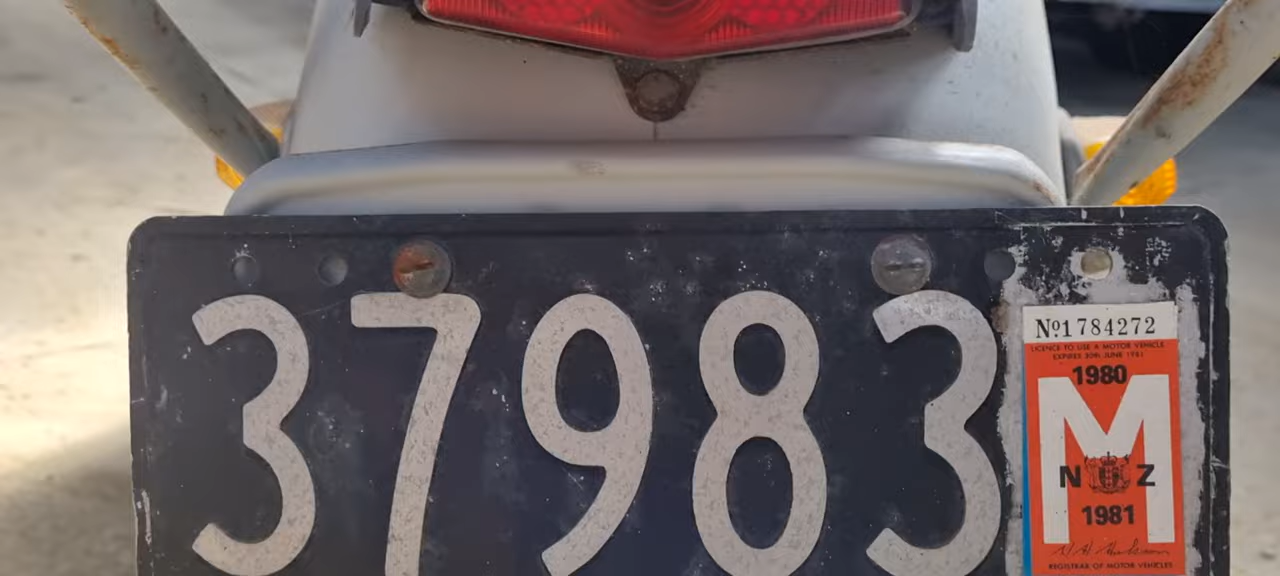 37983
№1784272
LICENCE TO USE A MOTOR VEHICLE
EXPIRES 30th JUNE 1981
1980
M
N Z
1981
REGISTRAR OF MOTOR VEHICLES